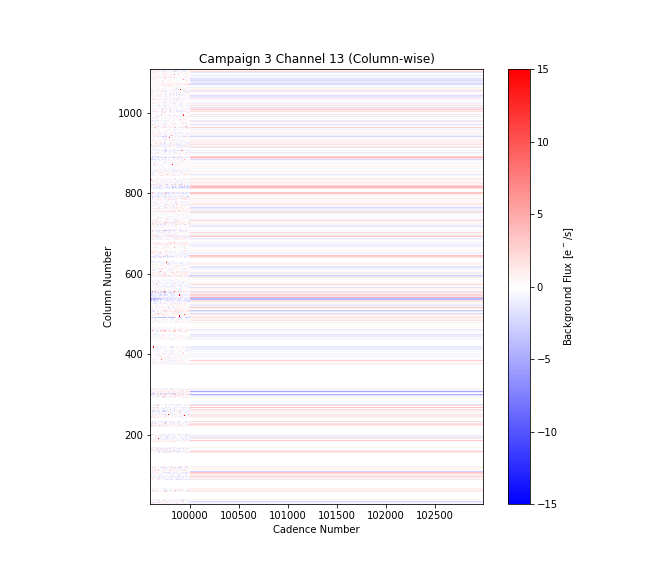 Campaign 3 Channel 13 (Column-wise)
1000
800
600
400
200
Column Number
100000 100500 101000 101500 102000 102500
Cadence Number
15
10
5
0
−5
−10
−15
Background Flux [e⁻/s]